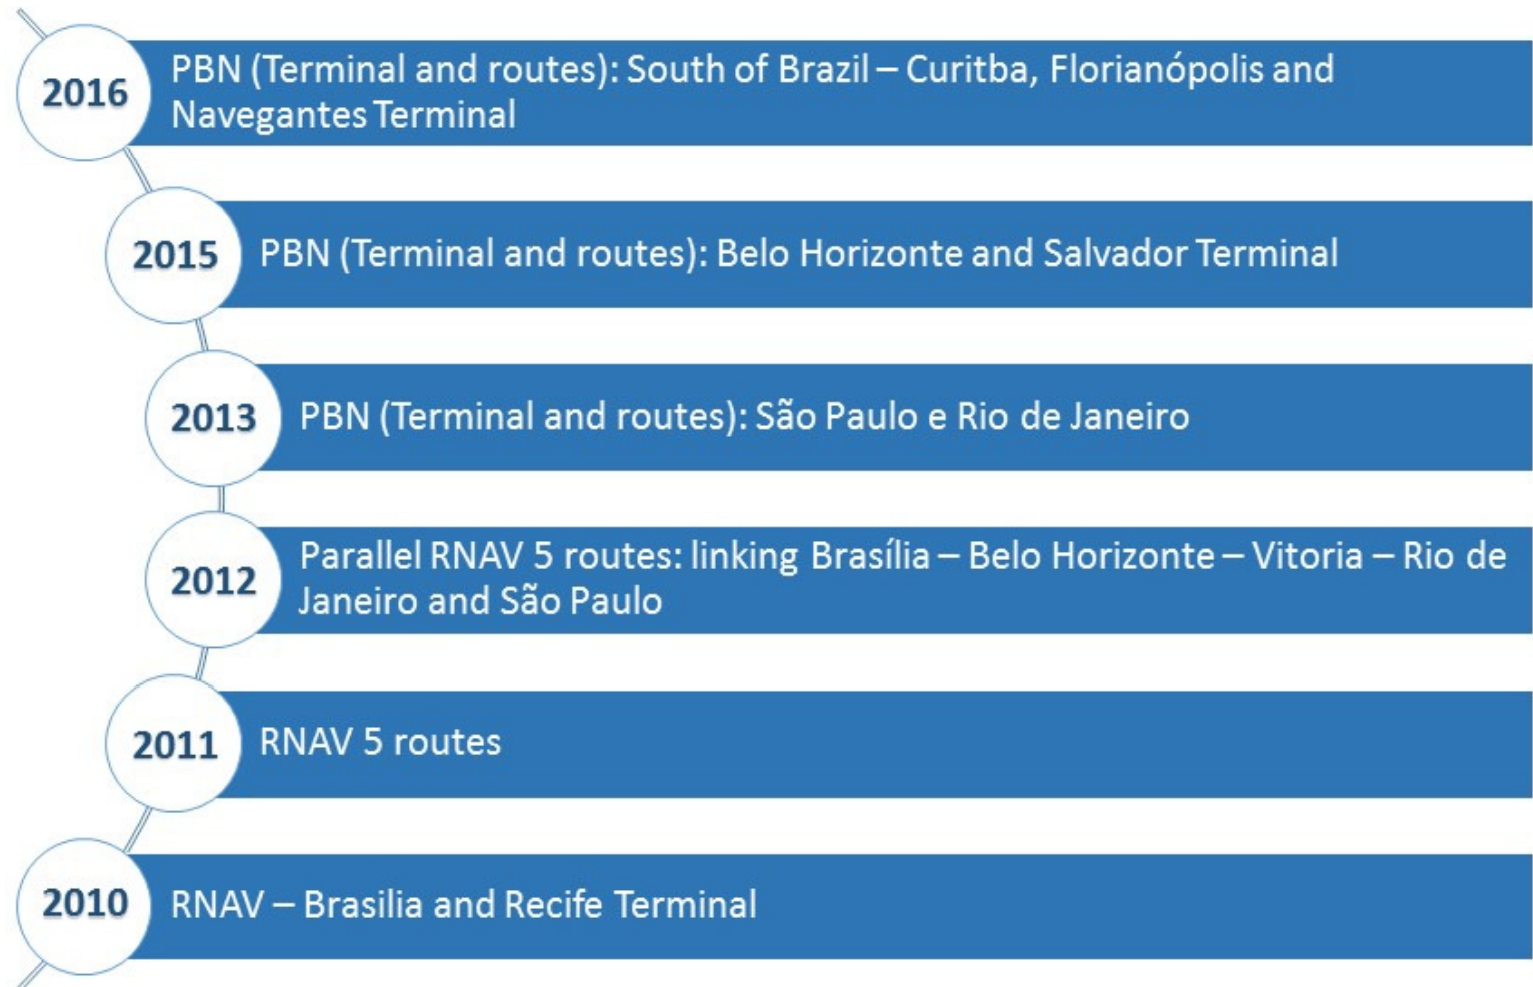 2016
PBN (Terminal and routes): South of Brazil – Curitba, Florianópolis and
Navegantes Terminal
2015
PBN (Terminal and routes): Belo Horizonte and Salvador Terminal
2013
PBN (Terminal and routes): São Paulo e Rio de Janeiro
2012
Parallel RNAV 5 routes: linking Brasília – Belo Horizonte – Vitoria – Rio de
Janeiro and São Paulo
2011
RNAV 5 routes
2010
RNAV – Brasilia and Recife Terminal